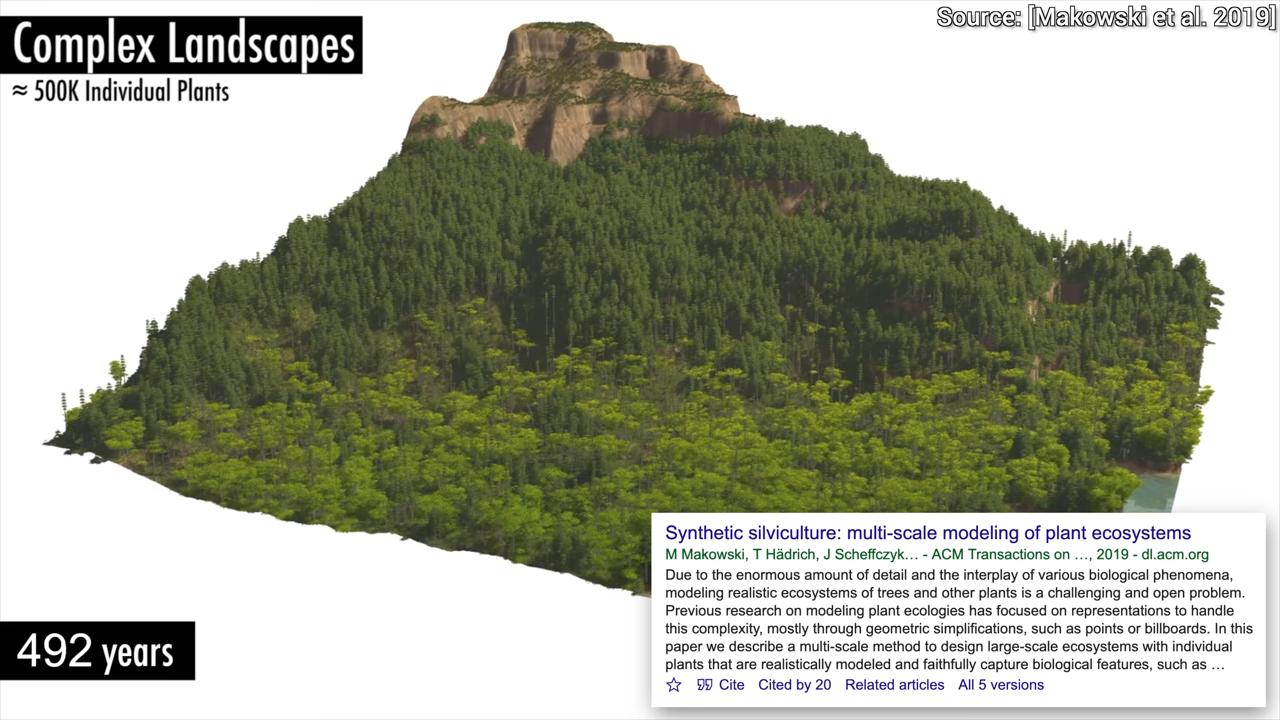 Complex Landscapes
≈ 500K Individual Plants
Source: [Makowski et al. 2019]
492 years
Synthetic silviculture: multi-scale modeling of plant ecosystems
M Makowski, T Hädrich, J Scheffczyk… - ACM Transactions on …, 2019 - dl.acm.org
Due to the enormous amount of detail and the interplay of various biological phenomena,
modeling realistic ecosystems of trees and other plants is a challenging and open problem.
Previous research on modeling plant ecologies has focused on representations to handle
this complexity, mostly through geometric simplifications, such as points or billboards. In this
paper we describe a multi-scale method to design large-scale ecosystems with individual
plants that are realistically modeled and faithfully capture biological features, such as …
Cite Cited by 20 Related articles All 5 versions